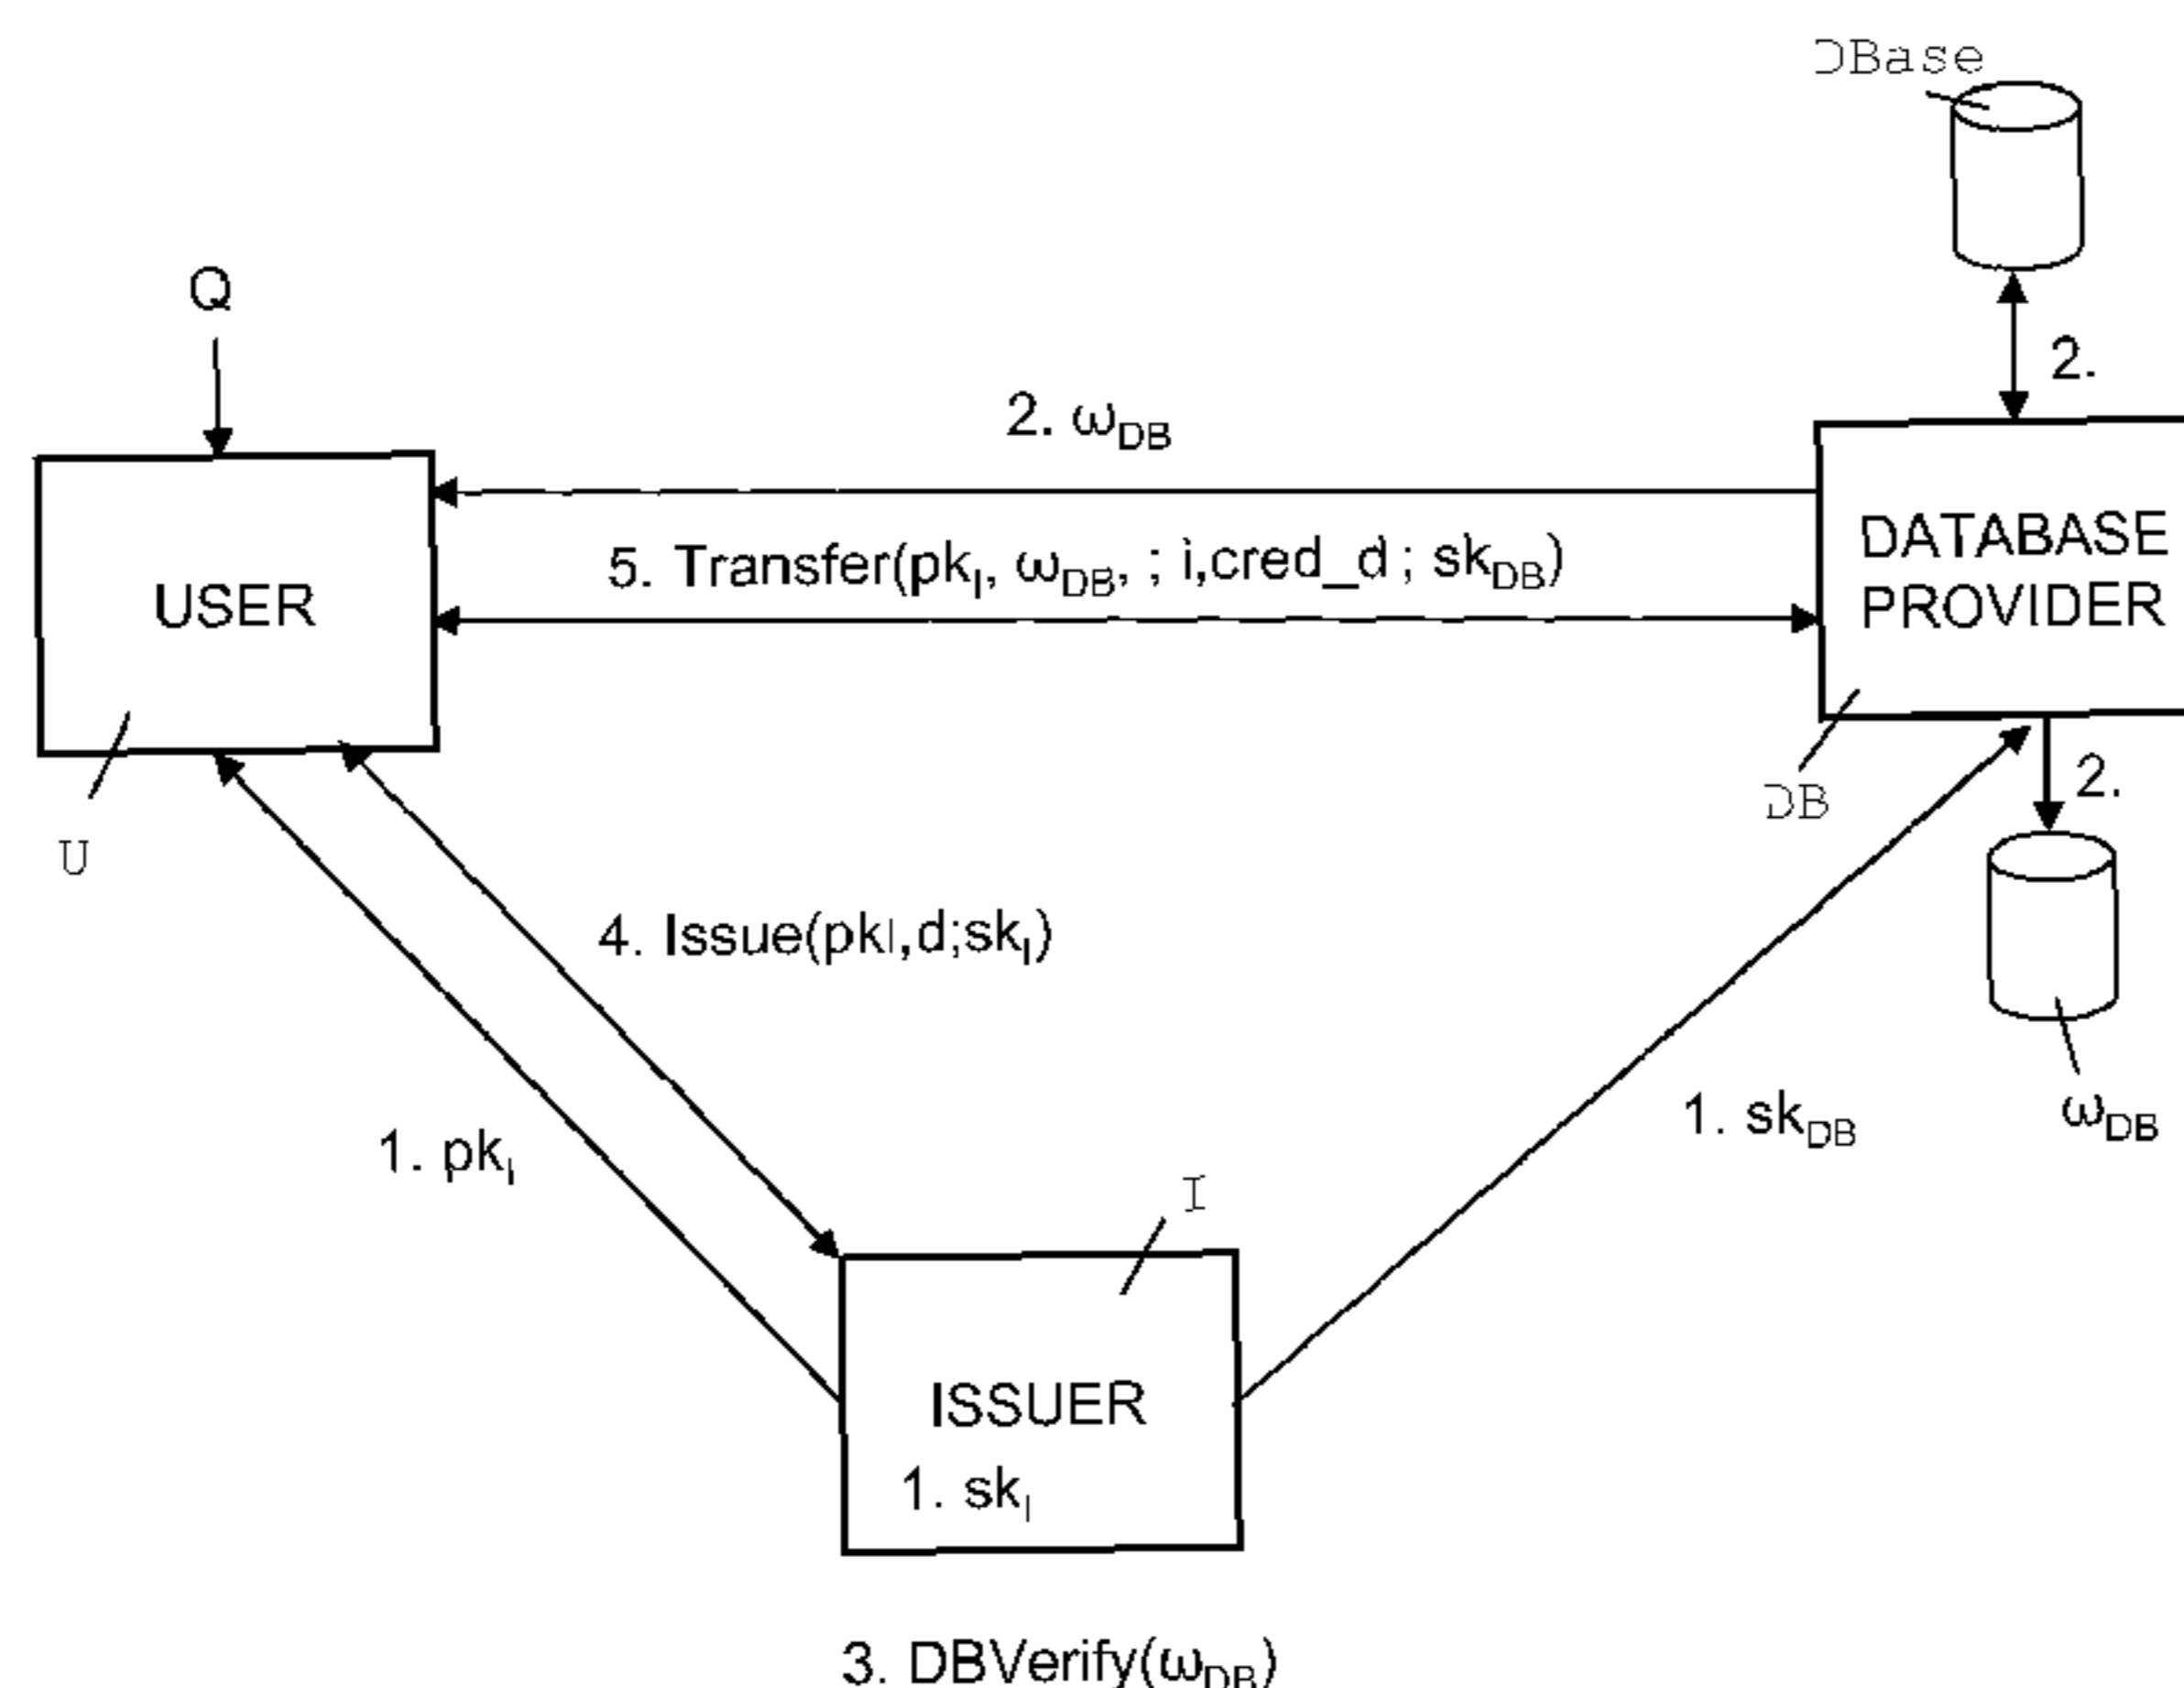 DBase
Q
2.
2. ωDB
DATABASE
PROVIDER
5. Transfer(pkI, ωDB, ; i,cred_d ; skDB)
USER
2.
DB
U
4. Issue(pkI,d;skI)
ωDB
1. skDB
1. pkI
I
ISSUER
1. skI
3. DBVerify(ωDB)